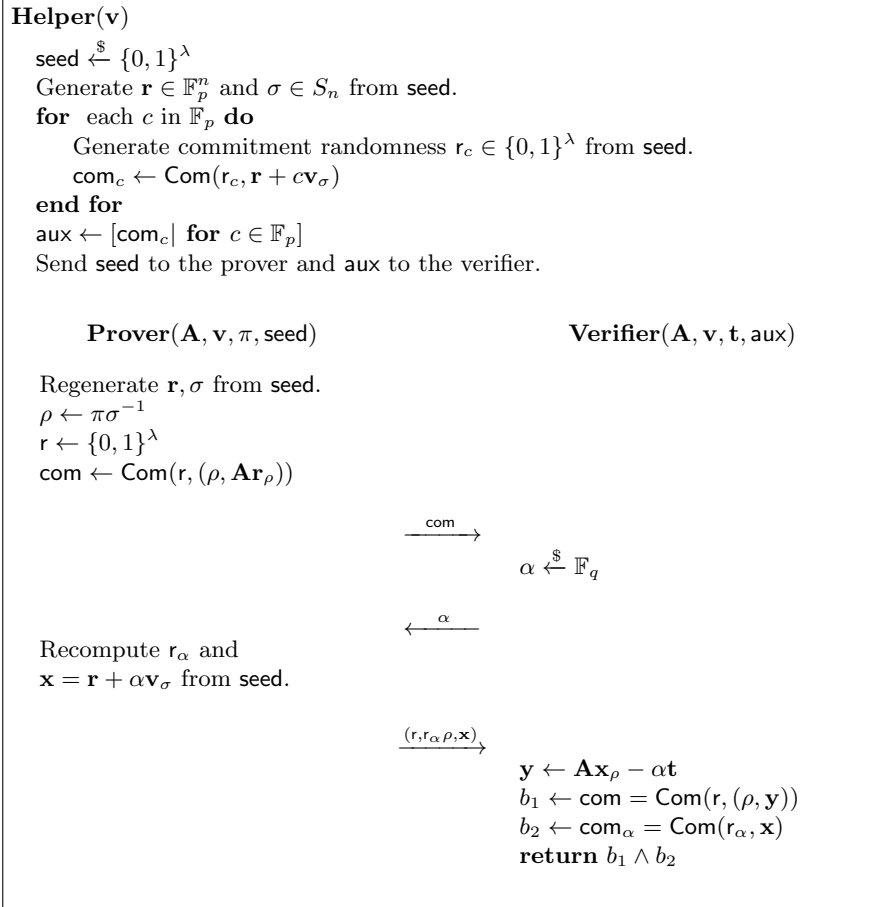 Helper(v)
seed $← {0, 1}^λ
Generate r ∈ 𝔽_p^n and σ ∈ S_n from seed.
for each c in 𝔽_p do
Generate commitment randomness r_c ∈ {0, 1}^λ from seed.
com_c ← Com(r_c, r + cv_σ)
end for
aux ← [com_c| for c ∈ 𝔽_p]
Send seed to the prover and aux to the verifier.
Prover(A, v, π, seed) Verifier(A, v, t, aux)
Regenerate r, σ from seed.
ρ ← πσ^{-1}
r ← {0, 1}^λ
com ← Com(r, (ρ, Ar_ρ))
com
α $← 𝔽_q
α
Recompute r_α and
x = r + αv_σ from seed.
(r,r_α ρ,x)
y ← Ax_ρ − αt
b_1 ← com = Com(r, (ρ, y))
b_2 ← com_α = Com(r_α, x)
return b_1 ∧ b_2